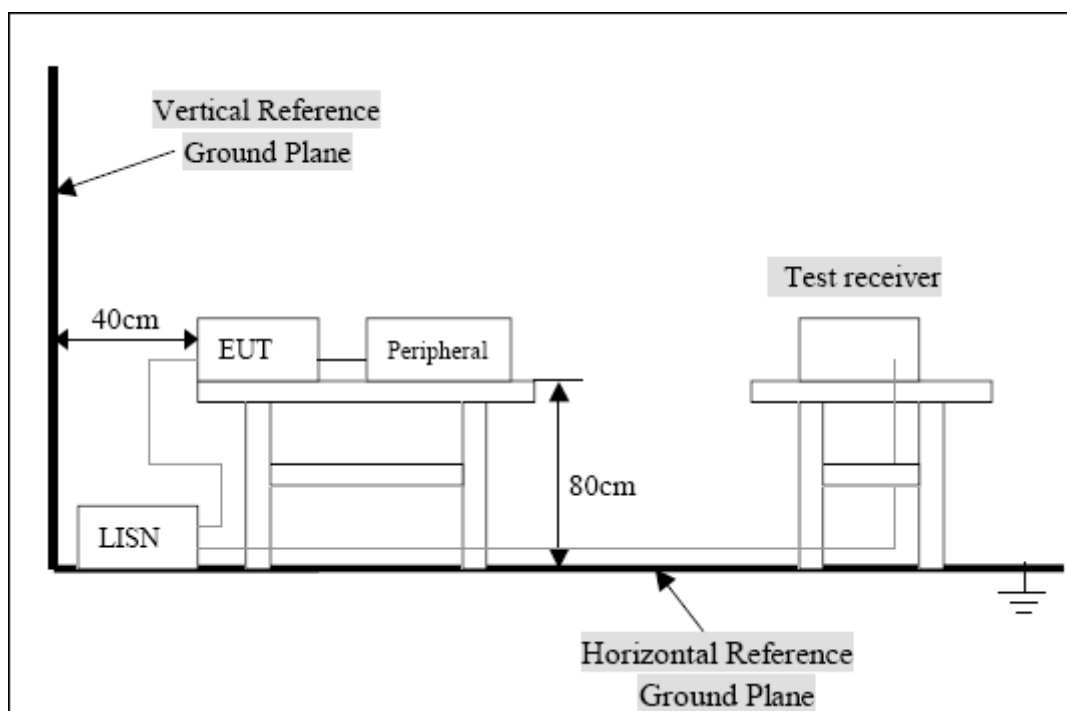 Vertical Reference
Ground Plane
Test receiver
40cm
EUT
Peripheral
80cm
LISN
Horizontal Reference
Ground Plane